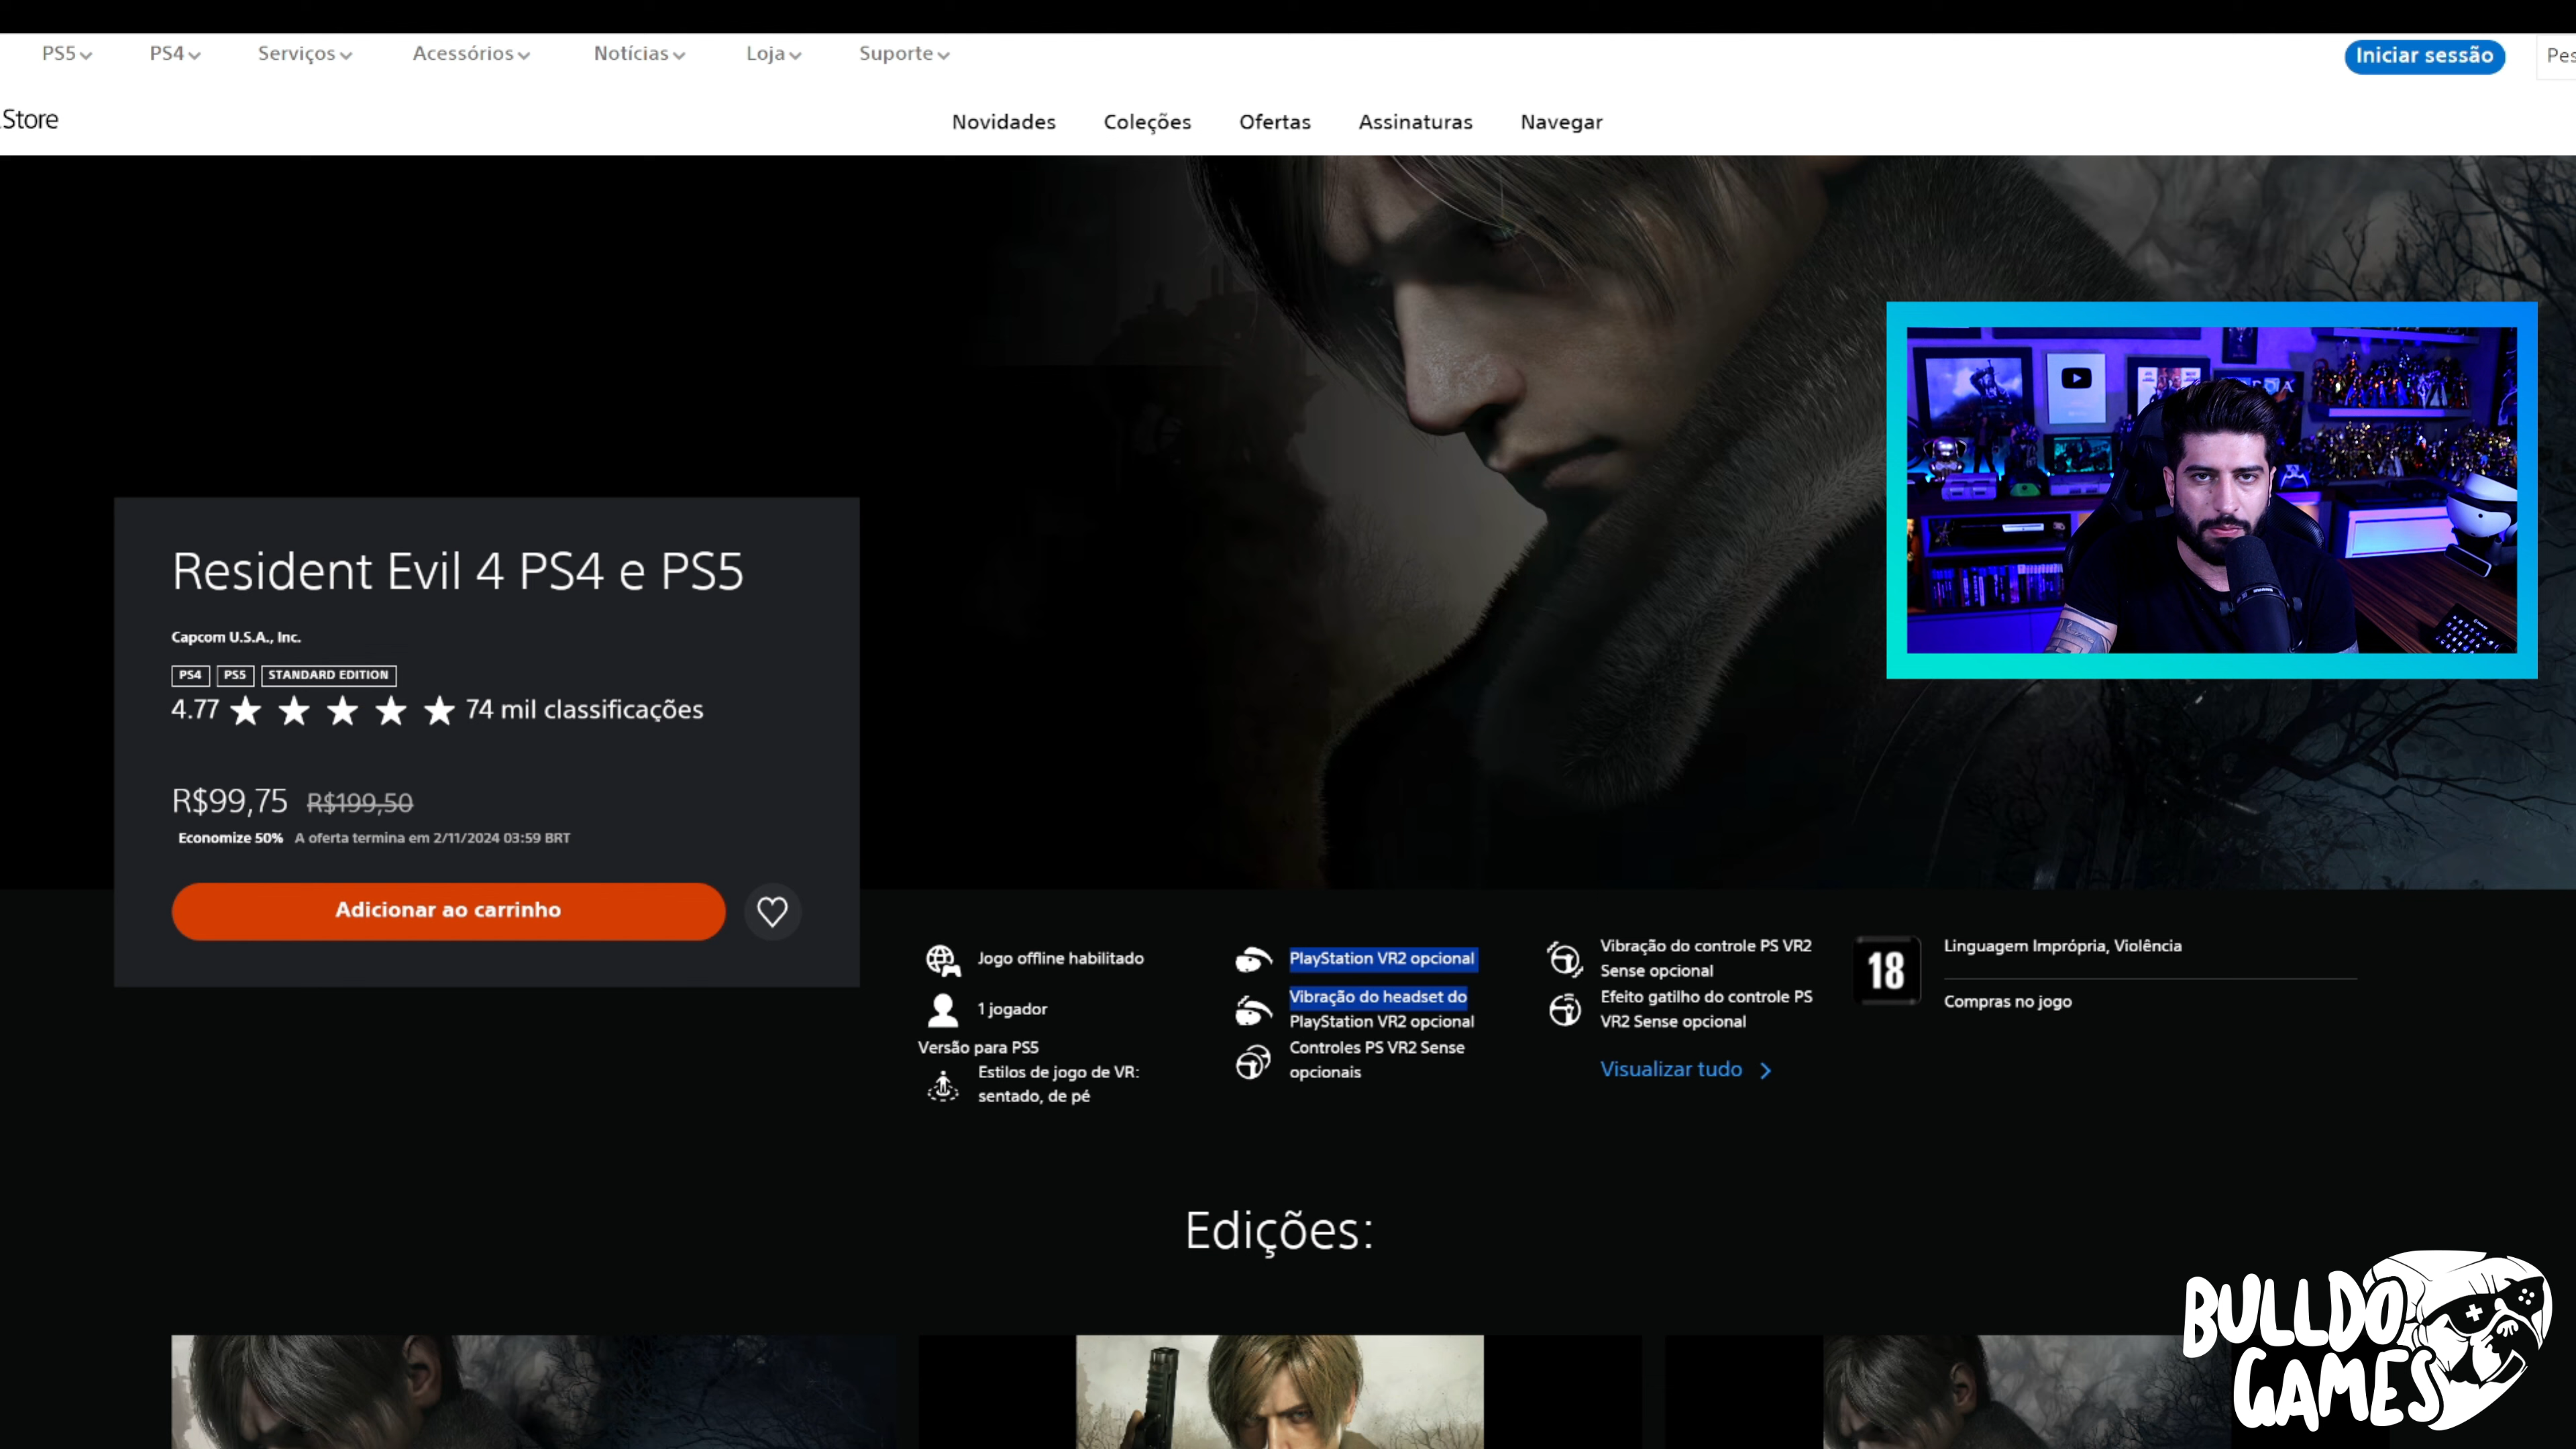 PS5
PS4
Serviços
Acessórios
Notícias
Loja
Suporte
Iniciar sessão
Pes
Store
Novidades
Coleções
Ofertas
Assinaturas
Navegar
Resident Evil 4 PS4 e PS5
Capcom U.S.A., Inc.
PS4 PS5 STANDARD EDITION
4.77 74 mil classificações
R$99,75 R$199,50
Economize 50% A oferta termina em 2/11/2024 03:59 BRT
Adicionar ao carrinho
Jogo offline habilitado
1 jogador
Versão para PS5
Estilos de jogo de VR:
sentado, de pé
PlayStation VR2 opcional
Vibração do headset do
PlayStation VR2 opcional
Controles PS VR2 Sense
opcionais
Vibração do controle PS VR2
Sense opcional
Efeito gatilho do controle PS
VR2 Sense opcional
Visualizar tudo
18
Linguagem Imprópria, Violência
Compras no jogo
Edições:
BULLDOG
GAMES